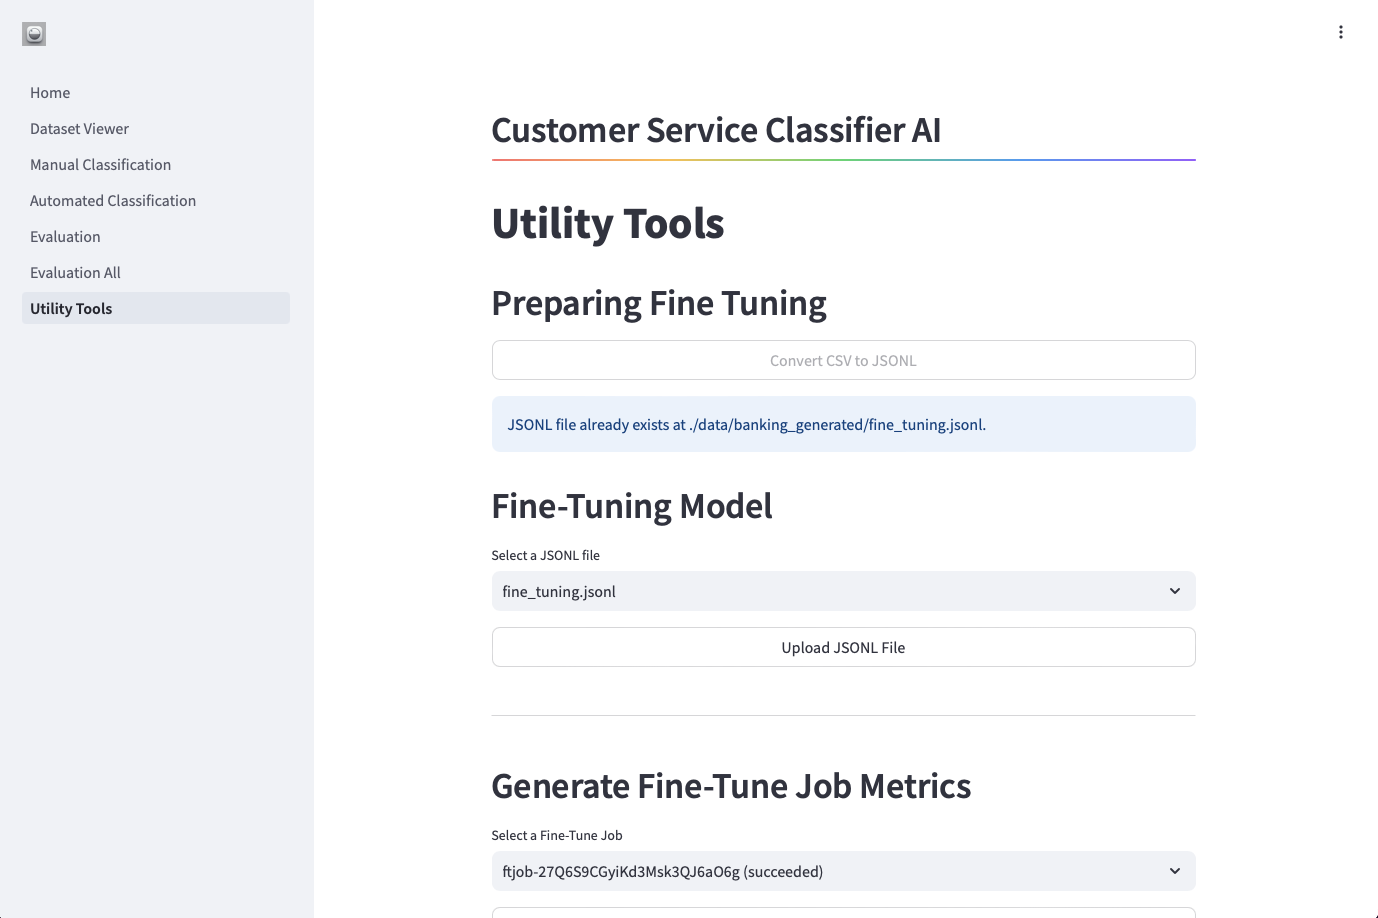 Home
Dataset Viewer
Manual Classification
Automated Classification
Evaluation
Evaluation All
Utility Tools
Customer Service Classifier AI
Utility Tools
Preparing Fine Tuning
Convert CSV to JSONL
JSONL file already exists at ./data/banking_generated/fine_tuning.jsonl.
Fine-Tuning Model
Select a JSONL file
fine_tuning.jsonl
Upload JSONL File
Generate Fine-Tune Job Metrics
Select a Fine-Tune Job
ftjob-27Q6S9CGyiKd3Msk3QJ6aO6g (succeeded)